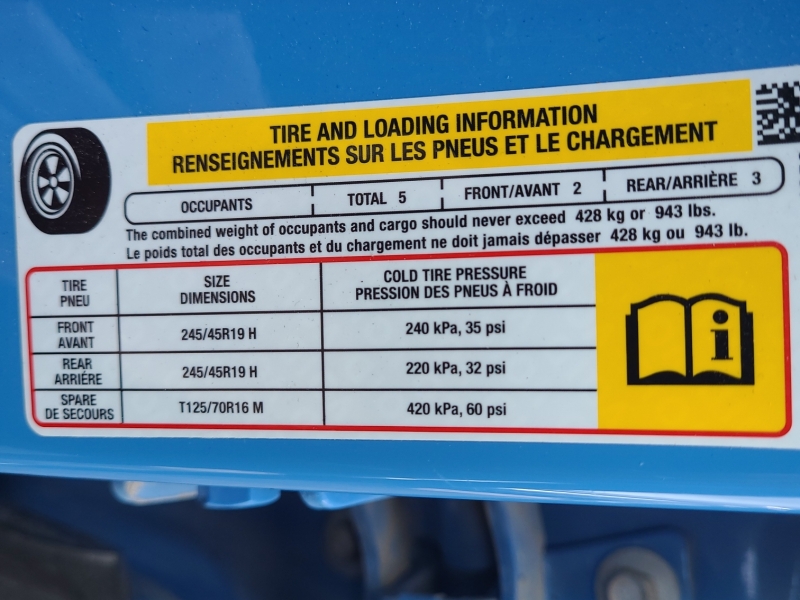 TIRE AND LOADING INFORMATION
RENSEIGNEMENTS SUR LES PNEUS ET LE CHARGEMENT
OCCUPANTS TOTAL 5 FRONT/AVANT 2 REAR/ARRIÈRE 3
The combined weight of occupants and cargo should never exceed 428 kg or 943 lbs.
Le poids total des occupants et du chargement ne doit jamais dépasser 428 kg ou 943 lb.
TIRE
PNEU
SIZE
DIMENSIONS
COLD TIRE PRESSURE
PRESSION DES PNEUS À FROID
FRONT
AVANT
245/45R19 H
240 kPa, 35 psi
REAR
ARRIÉRE
245/45R19 H
220 kPa, 32 psi
SPARE
DE SECOURS
T125/70R16 M
420 kPa, 60 psi